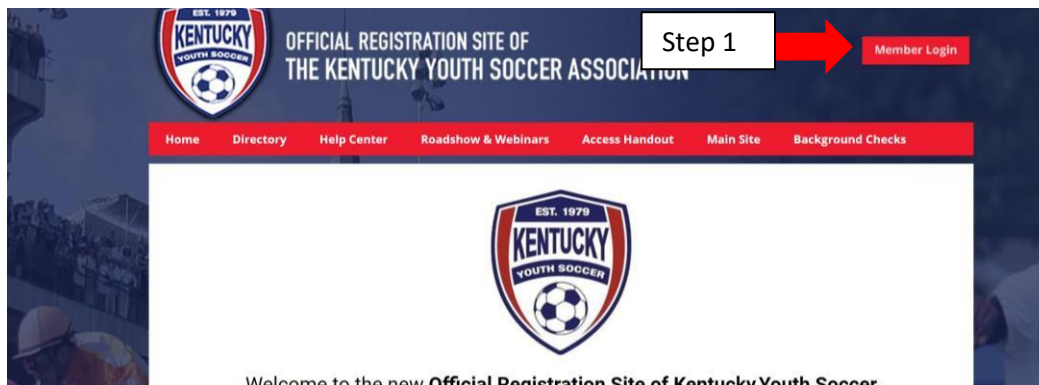 EST. 1979
KENTUCKY
YOUTH SOCCER
OFFICIAL REGISTRATION SITE OF
THE KENTUCKY YOUTH SOCCER ASSOCIATION
Step 1
Member Login
Home Directory Help Center Roadshow & Webinars Access Handout Main Site Background Checks
EST. 1979
KENTUCKY
YOUTH SOCCER
Welcome to the new Official Registration Site of Kentucky Youth Soccer